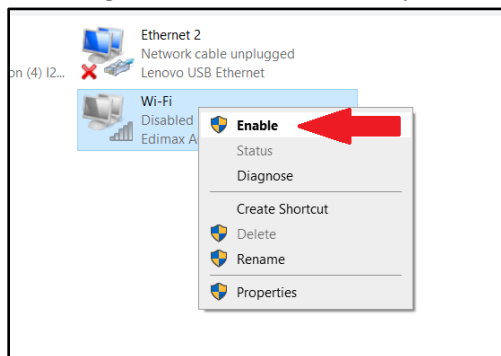 Ethernet 2
Network cable unplugged
on (4) I2... Lenovo USB Ethernet
Wi-Fi
Disabled
Edimax A
Enable
Status
Diagnose
Create Shortcut
Delete
Rename
Properties